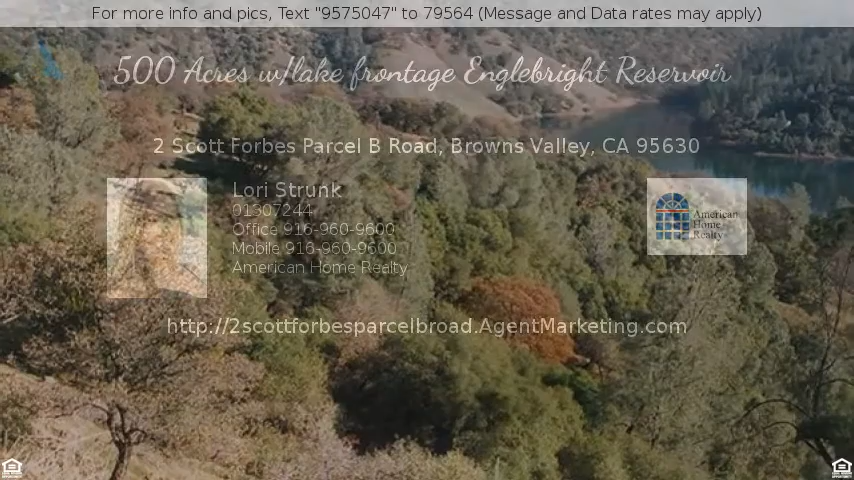 For more info and pics, Text "9575047" to 79564 (Message and Data rates may apply)
500 Acres w/lake frontage Englebright Reservoir
2 Scott Forbes Parcel B Road, Browns Valley, CA 95630
Lori Strunk
01307244
Office 916-960-9600
Mobile 916-960-9600
American Home Realty
American
Home
Realty
http://2scottforbesparcelbroad.AgentMarketing.com